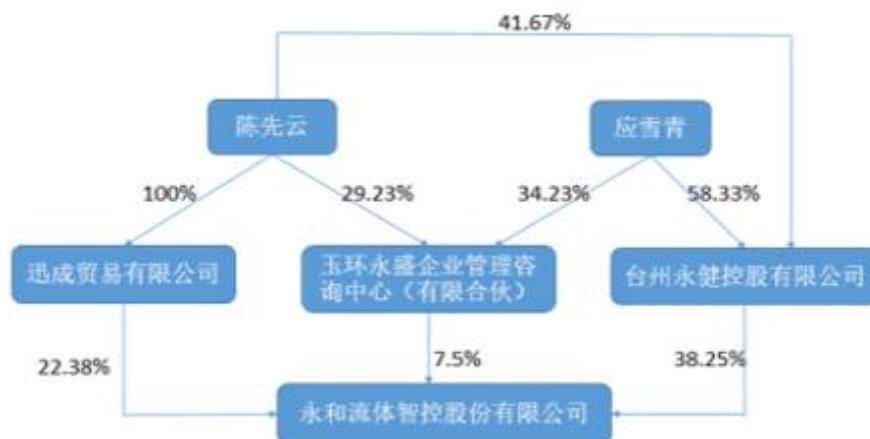 41.67%
陈先云
应雪青
100%
29.23%
34.23%
58.33%
迅成贸易有限公司
玉环永盛企业管理咨
询中心（有限合伙）
台州永健控股有限公司
22.38%
7.5%
38.25%
永和流体智控股份有限公司